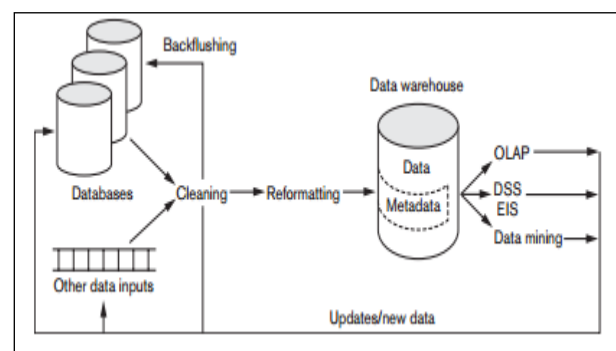 Backflushing
Data warehouse
OLAP
Data
DSS
EIS
Databases
Cleaning
Reformatting
Metadata
Data mining
Other data inputs
Updates/new data